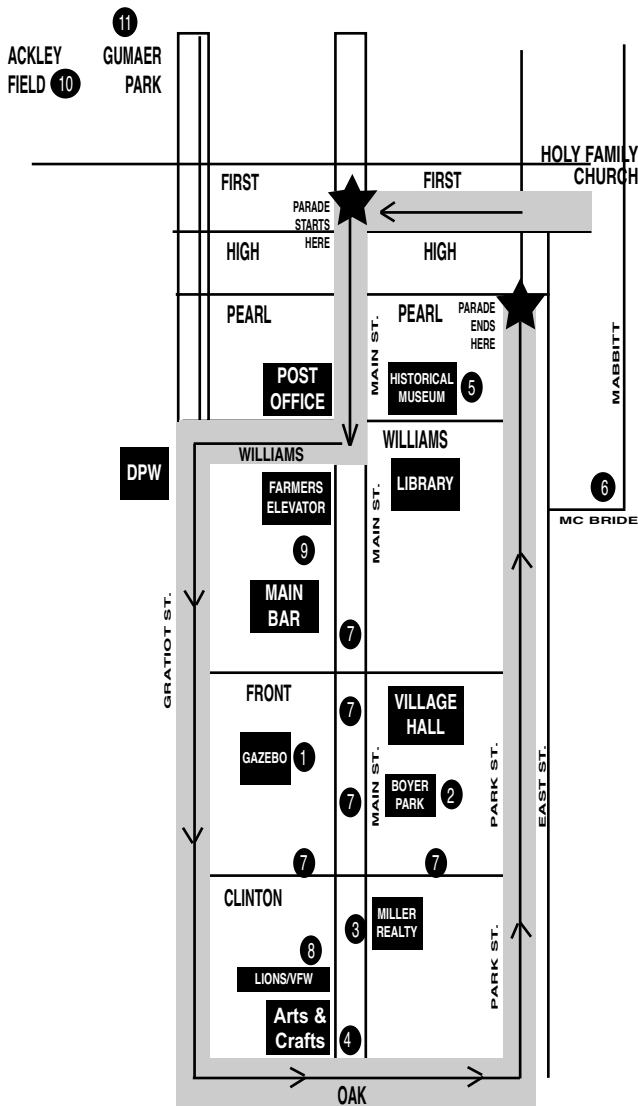 11
ACKLEY
FIELD 10
GUMAER
PARK
HOLY FAMILY
CHURCH
FIRST
FIRST
PARADE
STARTS
HERE
HIGH
HIGH
PEARL
PEARL
PARADE
ENDS
HERE
MAIN ST.
MABBITT
POST
OFFICE
HISTORICAL
MUSEUM
5
WILLIAMS
WILLIAMS
DPW
FARMERS
ELEVATOR
LIBRARY
MAIN ST.
6
MC BRIDE
9
MAIN
BAR
GRATIOT ST.
7
FRONT
7
VILLAGE
HALL
GAZEBO
1
7
MAIN ST.
BOYER
PARK
2
PARK ST.
EAST ST.
7
7
CLINTON
3
MILLER
REALTY
8
LIONS/VFW
PARK ST.
Arts &
Crafts
4
OAK